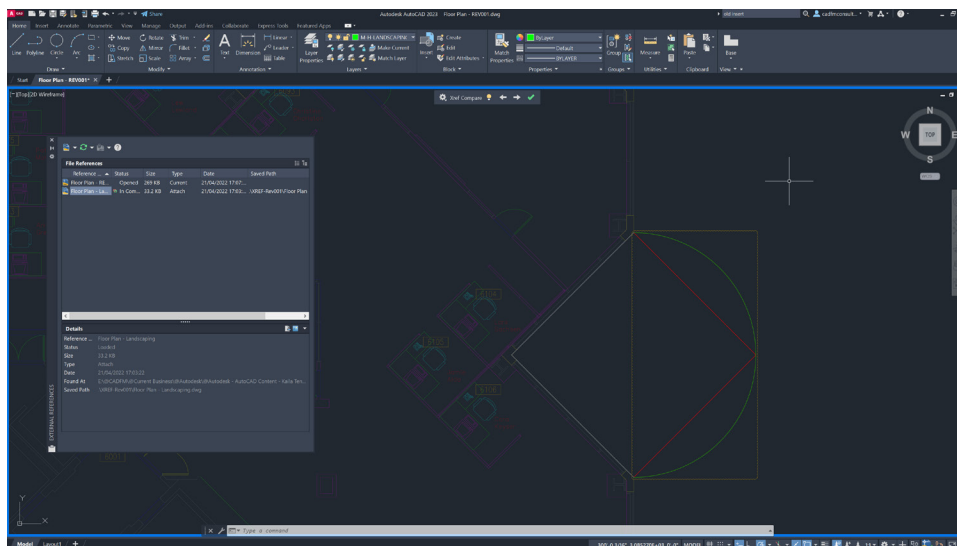 Share
Autodesk AutoCAD 2023 Floor Plan - REV001.dwg
Home Insert Annotate Parametric View Manage Output Add-ins Collaborate Express Tools Featured Apps
Line Polyline Circle Arc
Move Rotate Trim
Copy Mirror Fillet
Stretch Scale Array
Text Dimension
Linear
Leader
Table
Layer Properties
M-H LANDSCAPING
Make Current
Match Layer
Insert
Create
Edit
Edit Attributes
Match Properties
ByLayer
Default
BYLAYER
Group
Measure
Paste
Base
Draw Modify Annotation Layers Block Properties Groups Utilities Clipboard View
Start Floor Plan - REV001*
[-][Top][2D Wireframe]
Xref Compare
N
W TOP E
S
File References
Reference ... Status Size Type Date Saved Path
Floor Plan - RE... Opened 269 KB Current 21/04/2022 17:07:...
Floor Plan - La... In Com... 33.2 KB Attach 21/04/2022 17:03:... .\XREF-Rev001\Floor Plan
Details
Reference ... Floor Plan - Landscaping
Status Loaded
Size 33.2 KB
Type Attach
Date 21/04/2022 17:03:22
Found At
Saved Path .\XREF-Rev001\Floor Plan - Landscaping.dwg
EXTERNAL REFERENCES
Y
X
Type a command
Model Layout1 +
MODEL